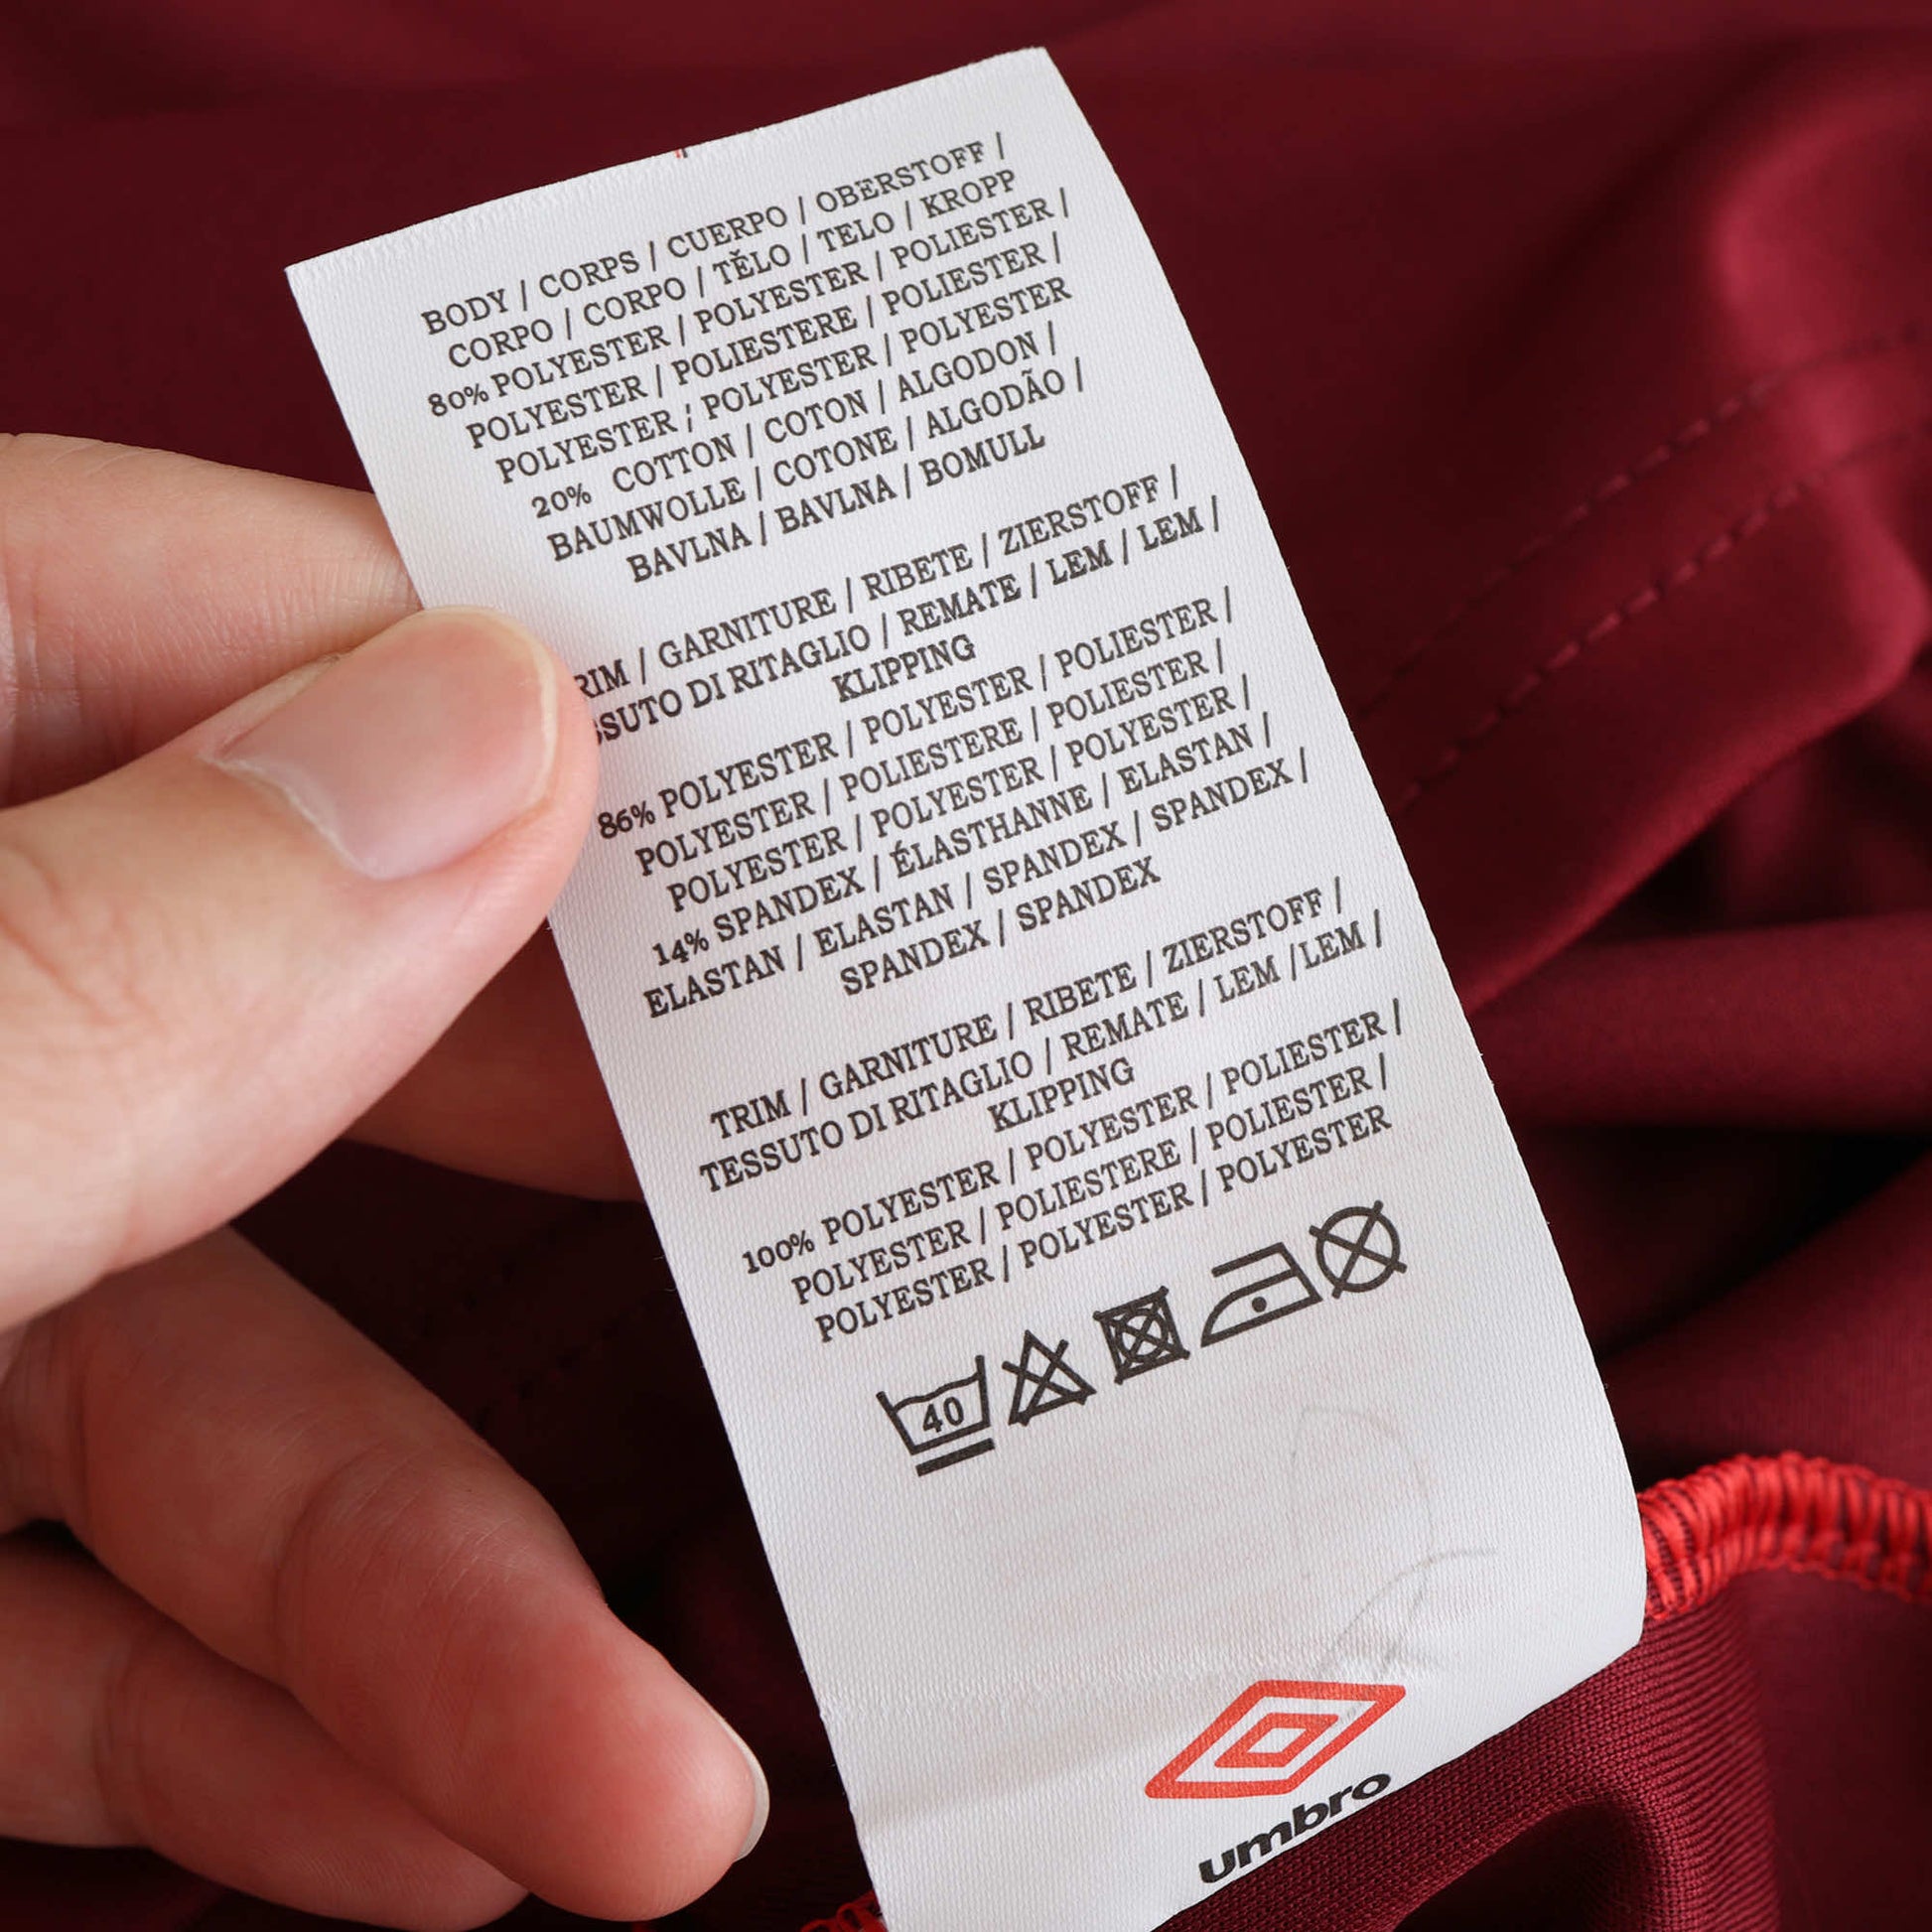 BODY / CORPS / CUERPO / OBERSTOFF /
CORPO / CORPO / TĚLO / TELO / KROPP
80% POLYESTER / POLYESTER / POLIESTER /
POLYESTER / POLIESTERE / POLIESTER /
POLYESTER ¦ POLYESTER / POLYESTER
20% COTTON / COTON / ALGODON /
BAUMWOLLE / COTONE / ALGODÃO /
BAVLNA / BAVLNA / BOMULL
RIM / GARNITURE / RIBETE / ZIERSTOFF /
SSUTO DI RITAGLIO / REMATE / LEM / LEM /
KLIPPING
86% POLYESTER / POLYESTER / POLIESTER /
POLYESTER / POLIESTERE / POLIESTER /
POLYESTER / POLYESTER / POLYESTER /
14% SPANDEX / ÉLASTHANNE / ELASTAN /
ELASTAN / ELASTAN / SPANDEX / SPANDEX /
SPANDEX / SPANDEX
TRIM / GARNITURE / RIBETE / ZIERSTOFF /
TESSUTO DI RITAGLIO / REMATE / LEM /LEM /
KLIPPING
100% POLYESTER / POLYESTER / POLIESTER /
POLYESTER / POLIESTERE / POLIESTER /
POLYESTER / POLYESTER / POLYESTER
40
umbro